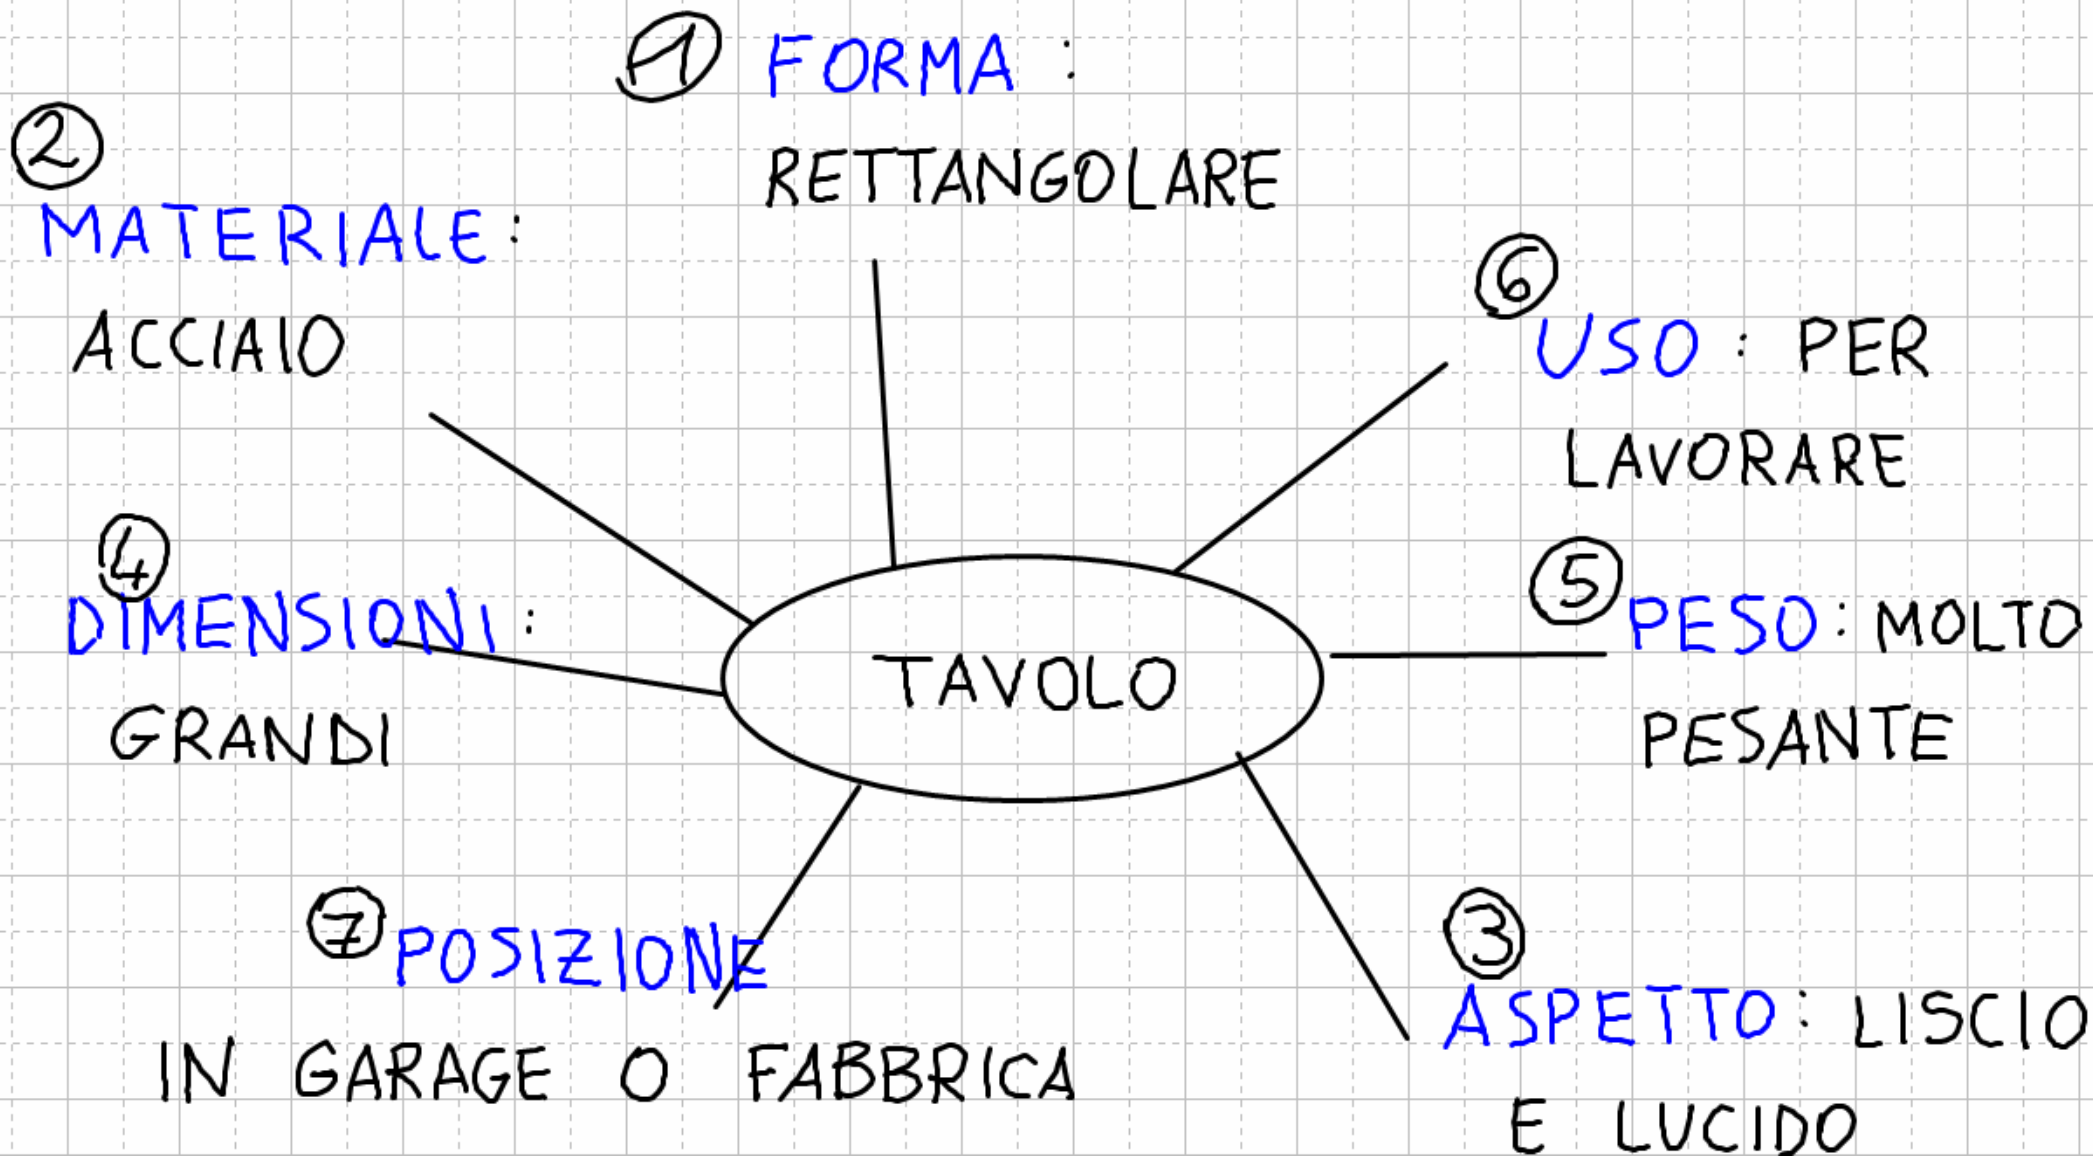 1 FORMA :
RETTANGOLARE
2
MATERIALE :
ACCIAIO
6
USO : PER
LAVORARE
4
DIMENSIONI :
GRANDI
TAVOLO
5
PESO : MOLTO
PESANTE
7 POSIZIONE
IN GARAGE O FABBRICA
3
ASPETTO : LISCIO
E LUCIDO